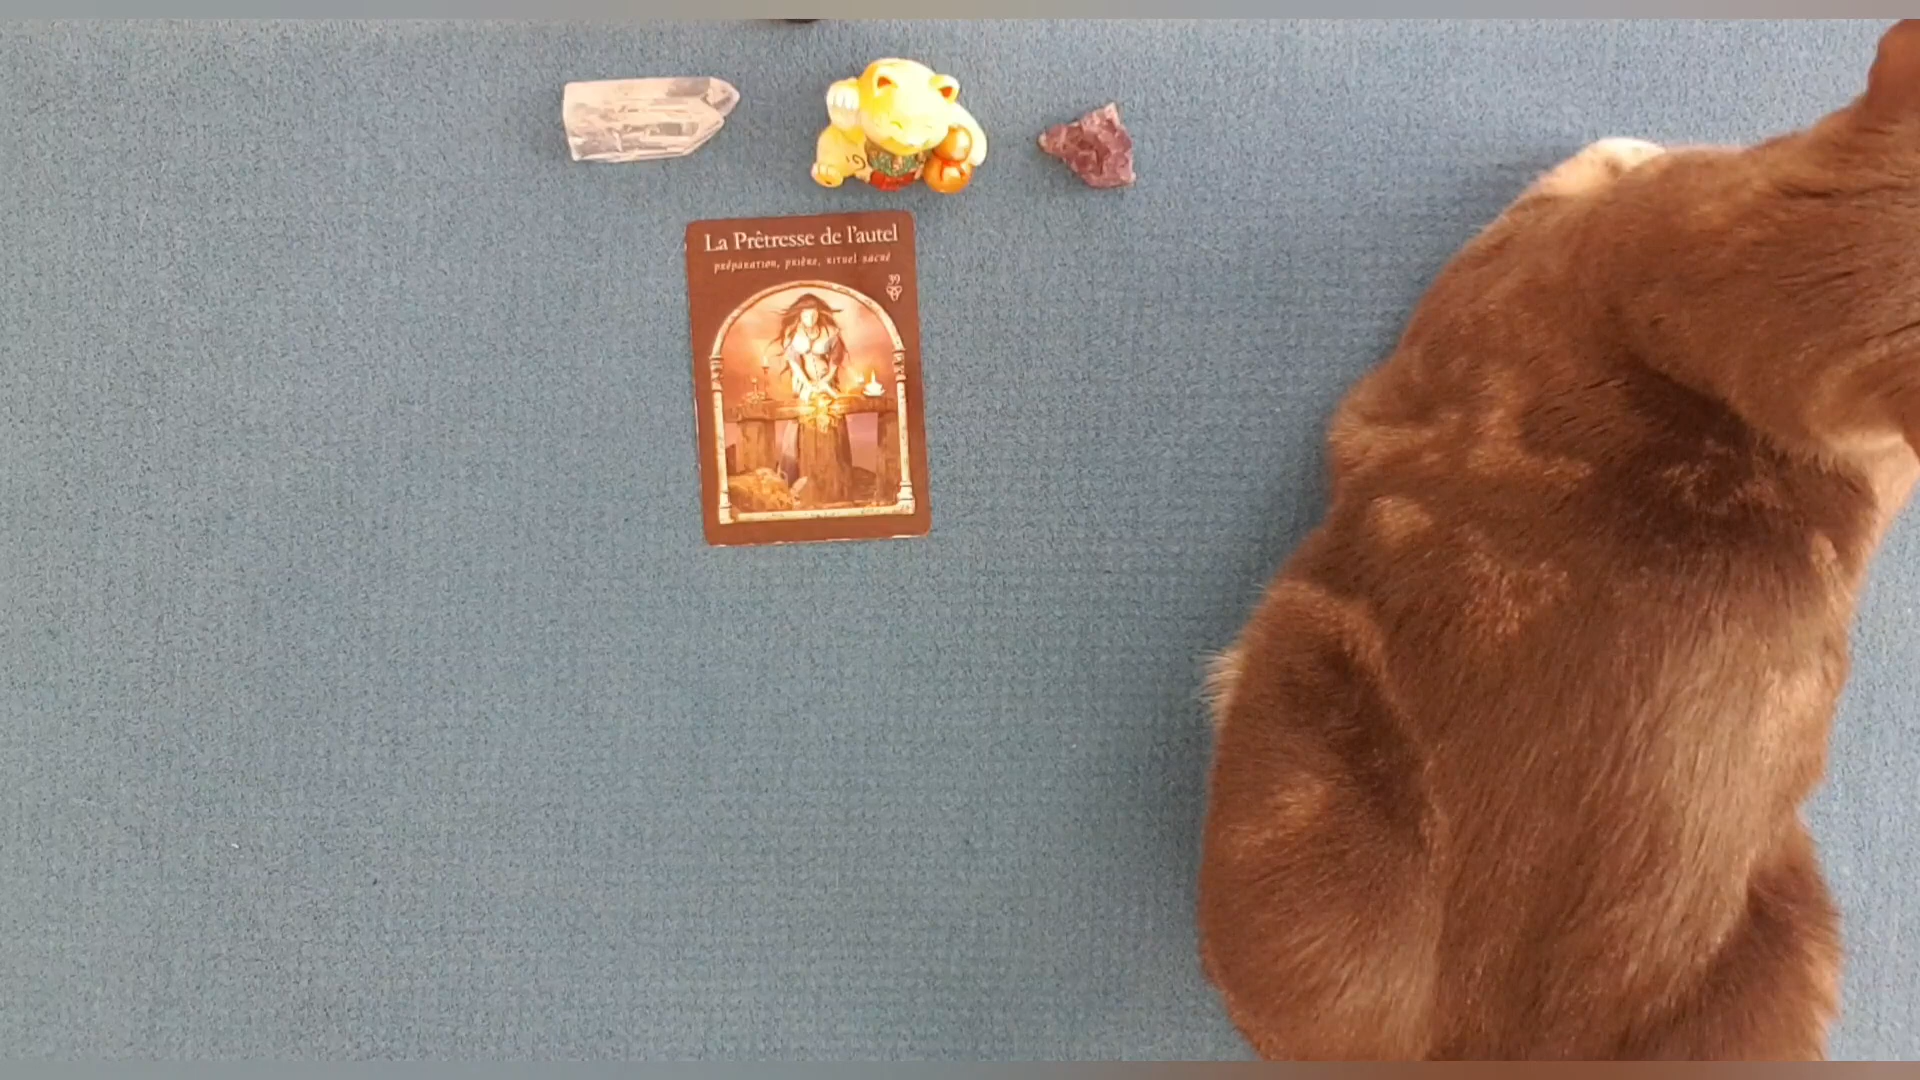 La Prêtresse de l'autel
préparation, prière, rituel sacré
39